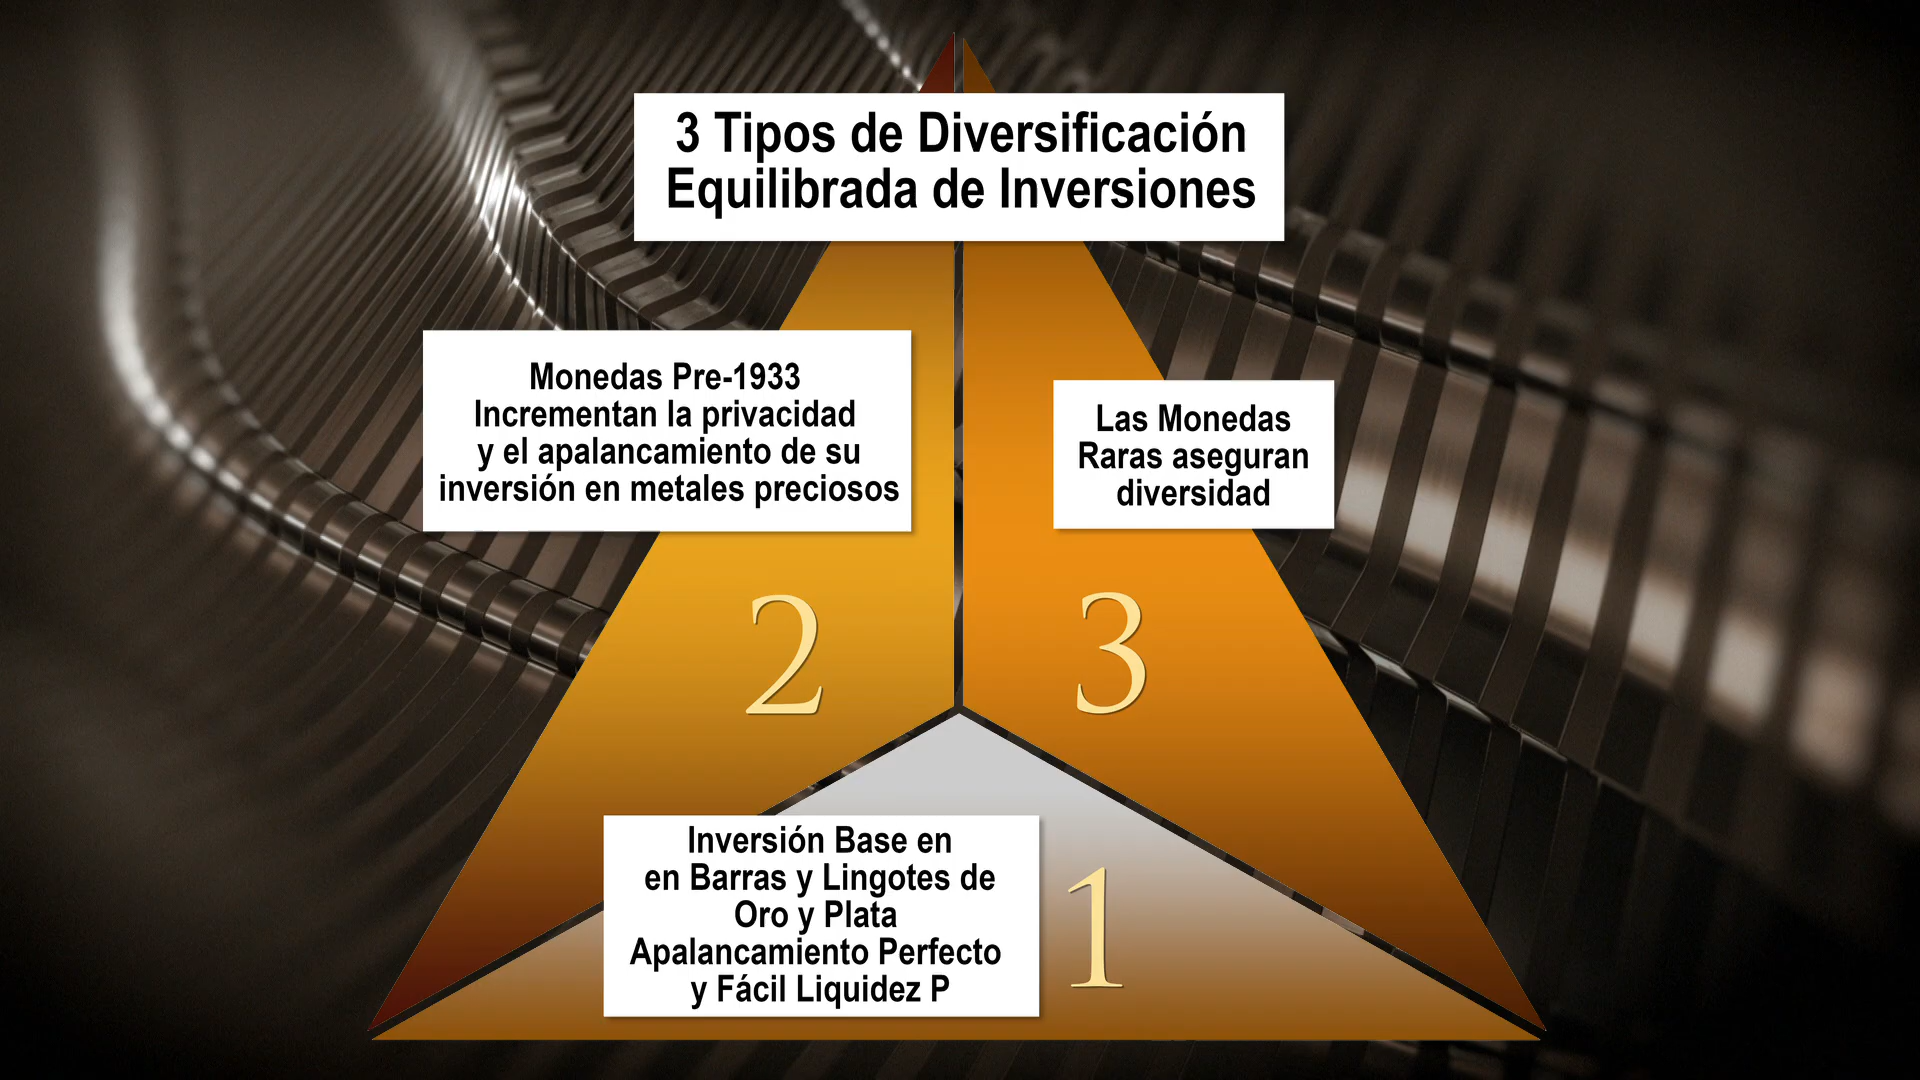 3 Tipos de Diversificación
Equilibrada de Inversiones
Monedas Pre-1933
Incrementan la privacidad
y el apalancamiento de su
inversión en metales preciosos
Las Monedas
Raras aseguran
diversidad
2
3
Inversión Base en
en Barras y Lingotes de
Oro y Plata
Apalancamiento Perfecto
y Fácil Liquidez P
1